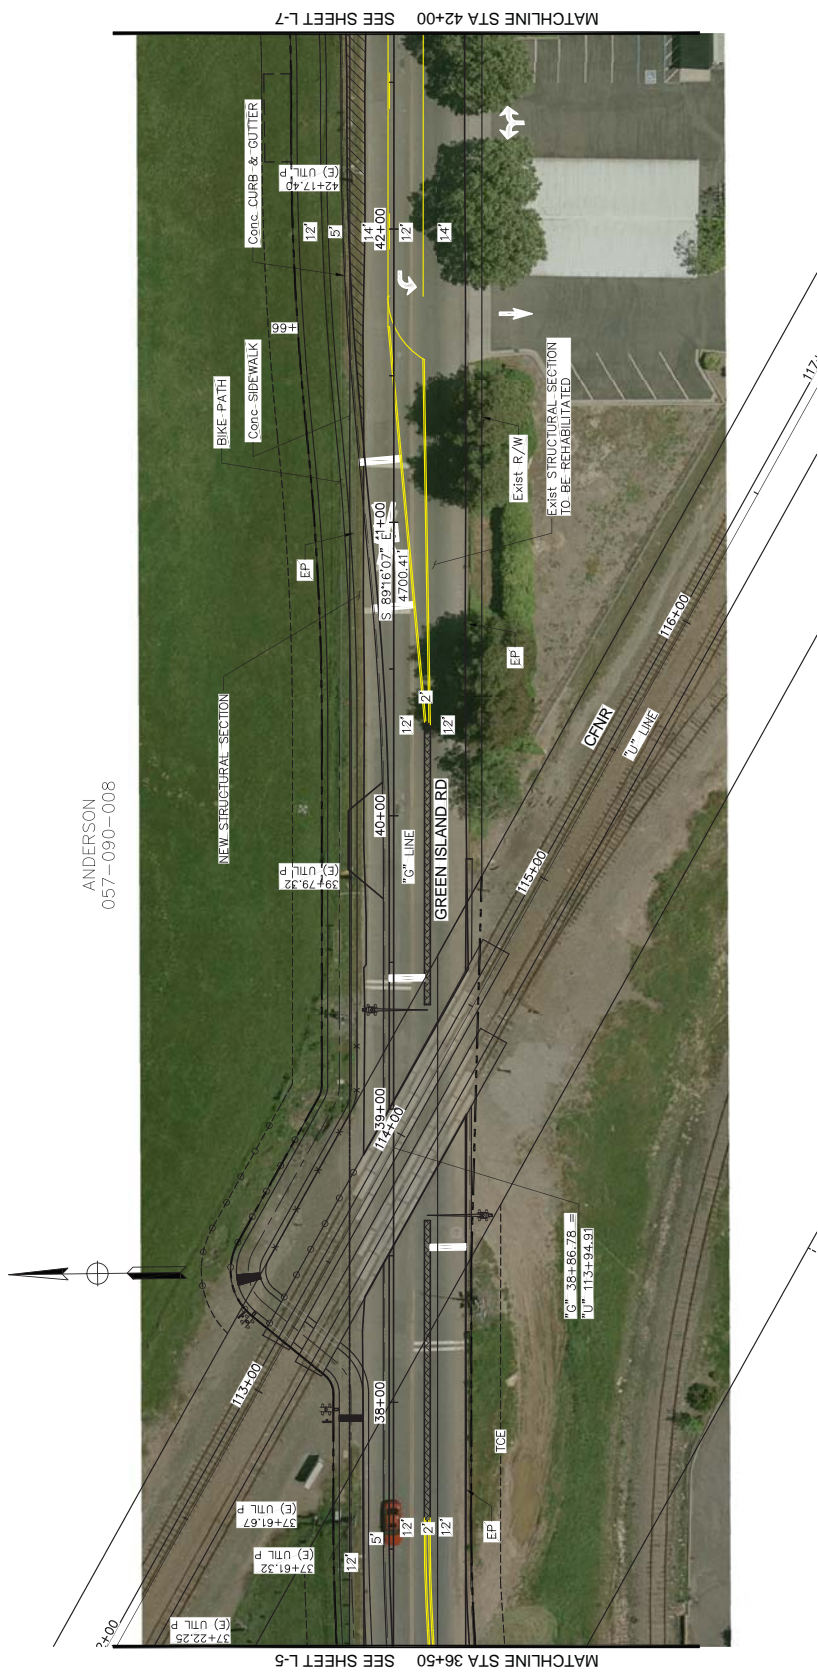 MATCHLINE STA 42+00 SEE SHEET L-7
Conc CURB & GUTTER
42+17.40
(E) UTIL P
12'
5'
14'
42+00
12'
14'
+66
BIKE PATH
Conc SIDEWALK
Exist R/W
Exist STRUCTURAL SECTION
TO BE REHABILITATED
EP
S 89°16'07" E
4700.41'
41+00
EP
116+00
CFNR
"U" LINE
NEW STRUCTURAL SECTION
12'
2'
12'
ANDERSON
057-090-008
40+00
39+79.32
(E) UTIL P
"G" LINE
GREEN ISLAND RD
115+00
39+00
114+00
"G" 38+86.78 =
"U" 113+94.91
113+00
38+00
TCE
37+61.67
(E) UTIL P
37+61.32
(E) UTIL P
12'
5'
12'
2'
12'
EP
37+22.25
(E) UTIL P
MATCHLINE STA 36+50 SEE SHEET L-5